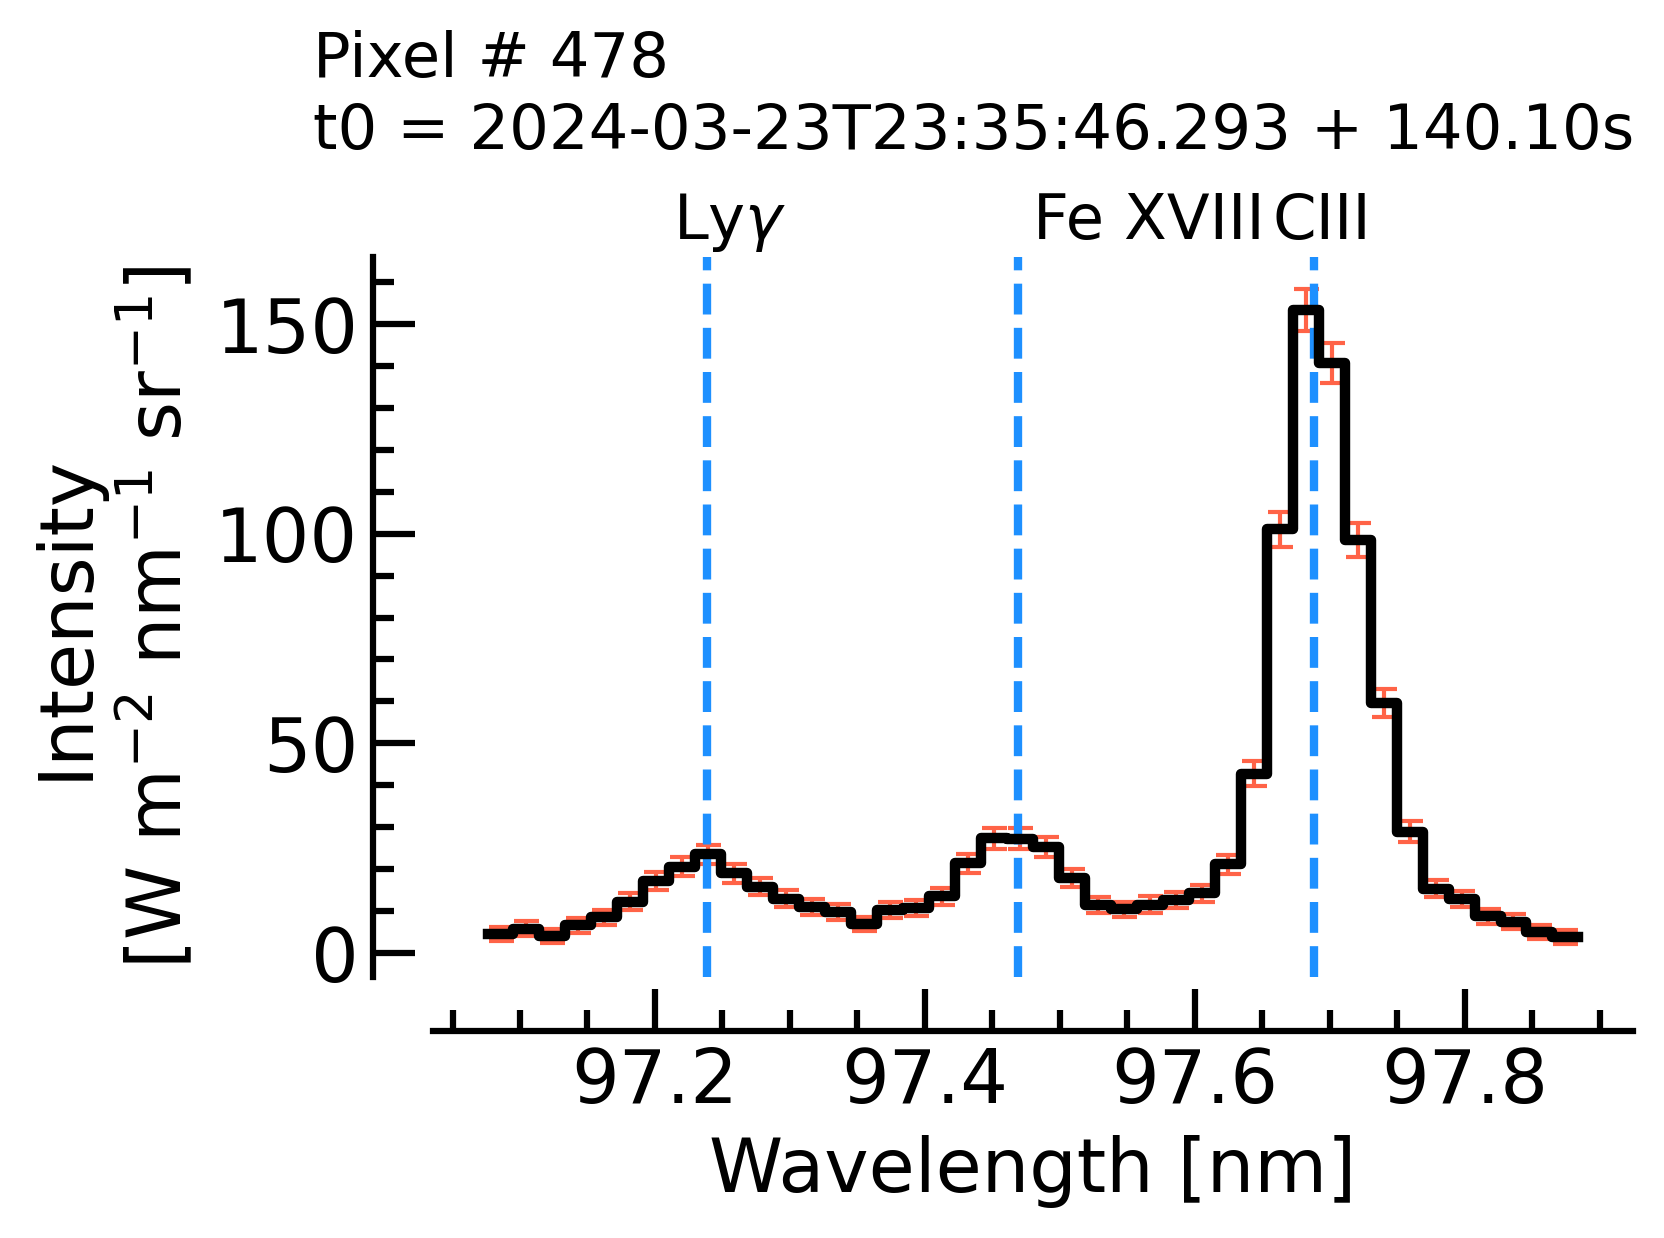 Pixel # 478
t0 = 2024-03-23T23:35:46.293 + 140.10s
Lyγ Fe XVIII CIII
Intensity
[W m⁻² nm⁻¹ sr⁻¹]
150
100
50
0
97.2 97.4 97.6 97.8
Wavelength [nm]